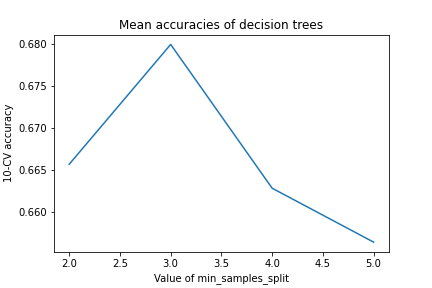 Mean accuracies of decision trees
10-CV accuracy
0.680
0.675
0.670
0.665
0.660
2.0 2.5 3.0 3.5 4.0 4.5 5.0
Value of min_samples_split